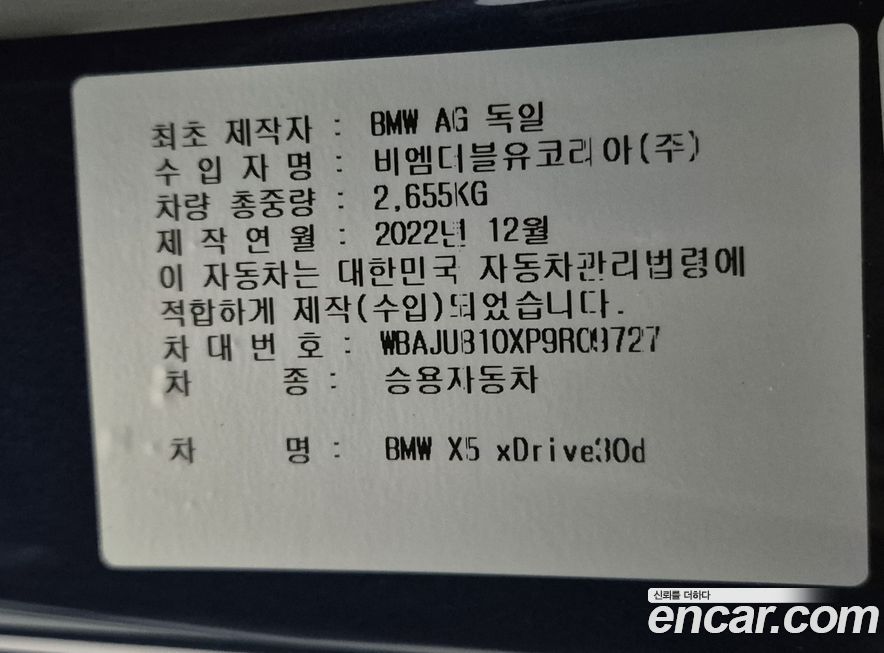 최초 제작자 : BMW AG 독일
수 입 자 명 : 비엠더블유코리아(주)
차량 총중량 : 2,655KG
제 작 연 월 : 2022년 12월
이 자동차는 대한민국 자동차관리법령에
적합하게 제작(수입)되었습니다.
차 대 번 호 : WBAJU810XP9R09727
차 종 : 승용자동차
차 명 : BMW X5 xDrive30d
신뢰를 더하다
encar.com